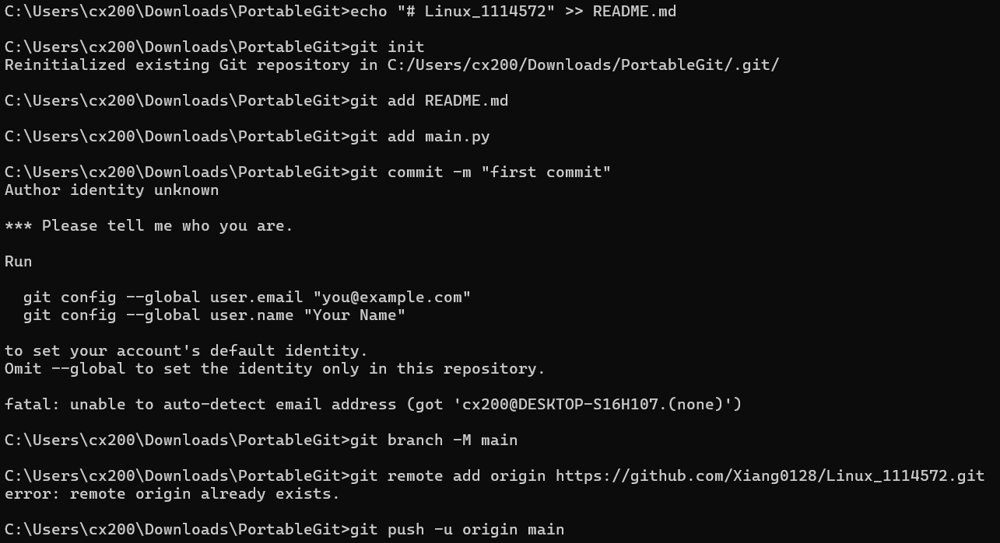 C:\Users\cx200\Downloads\PortableGit>echo "# Linux_1114572" >> README.md
C:\Users\cx200\Downloads\PortableGit>git init
Reinitialized existing Git repository in C:/Users/cx200/Downloads/PortableGit/.git/
C:\Users\cx200\Downloads\PortableGit>git add README.md
C:\Users\cx200\Downloads\PortableGit>git add main.py
C:\Users\cx200\Downloads\PortableGit>git commit -m "first commit"
Author identity unknown
*** Please tell me who you are.
Run
  git config --global user.email "you@example.com"
  git config --global user.name "Your Name"
to set your account's default identity.
Omit --global to set the identity only in this repository.
fatal: unable to auto-detect email address (got 'cx200@DESKTOP-S16H107.(none)')
C:\Users\cx200\Downloads\PortableGit>git branch -M main
C:\Users\cx200\Downloads\PortableGit>git remote add origin https://github.com/Xiang0128/Linux_1114572.git
error: remote origin already exists.
C:\Users\cx200\Downloads\PortableGit>git push -u origin main